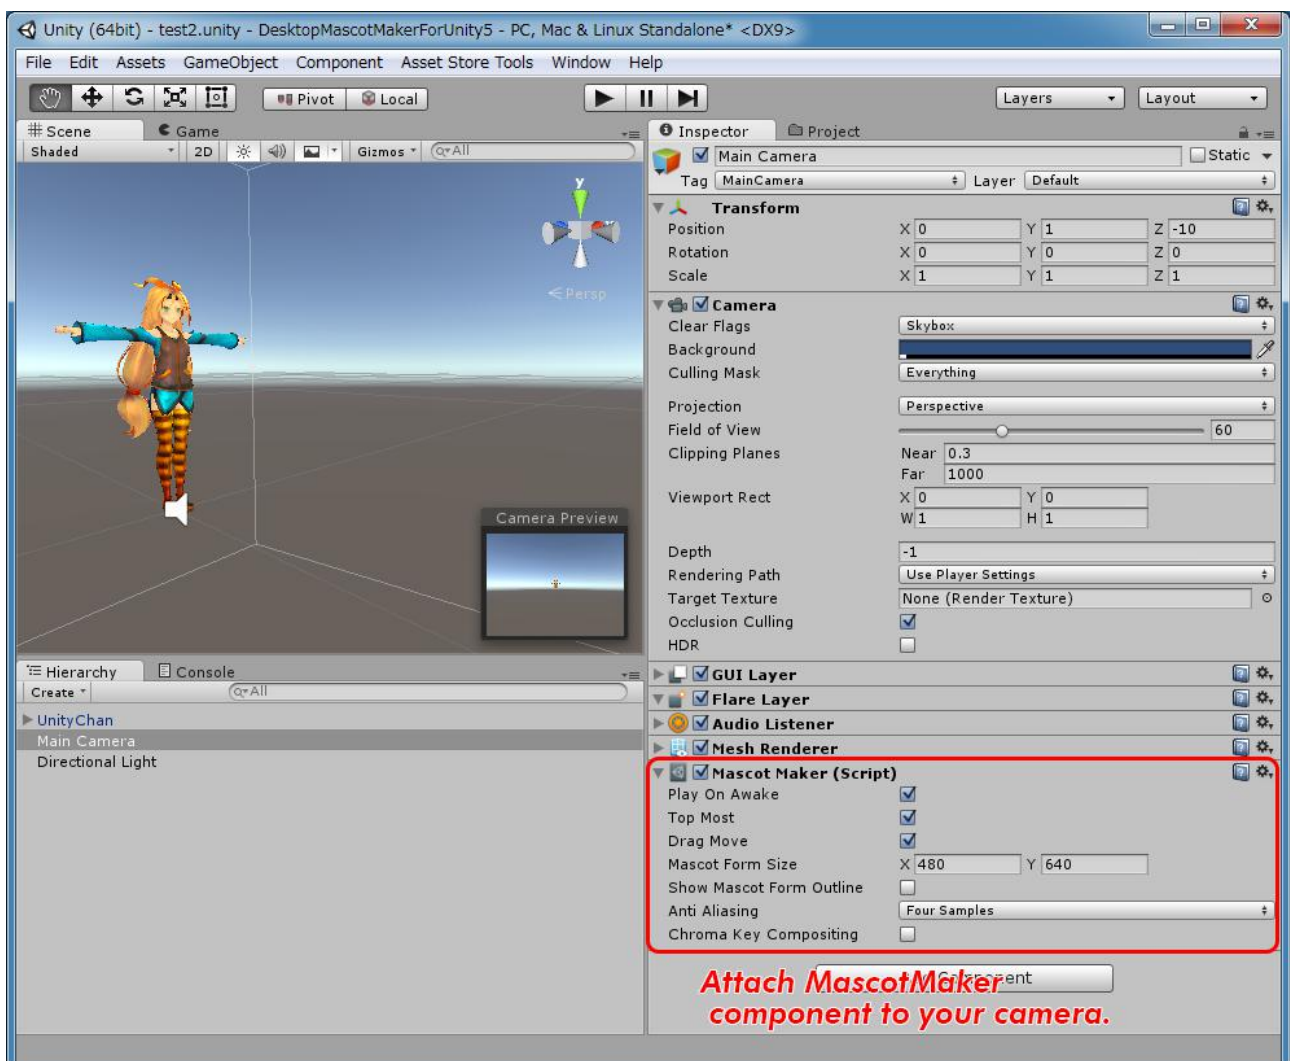 Unity (64bit) - test2.unity - DesktopMascotMakerForUnity5 - PC, Mac & Linux Standalone* <DX9>
File Edit Assets GameObject Component Asset Store Tools Window Help
Pivot Local Layers Layout
Scene Game
Shaded 2D Gizmos All
y
Persp
Camera Preview
Hierarchy Console
Create All
UnityChan
Main Camera
Directional Light
Inspector Project
Main Camera Static
Tag MainCamera Layer Default
Transform
Position X 0 Y 1 Z -10
Rotation X 0 Y 0 Z 0
Scale X 1 Y 1 Z 1
Camera
Clear Flags Skybox
Background
Culling Mask Everything
Projection Perspective
Field of View 60
Clipping Planes Near 0.3
Far 1000
Viewport Rect X 0 Y 0
W 1 H 1
Depth -1
Rendering Path Use Player Settings
Target Texture None (Render Texture)
Occlusion Culling
HDR
GUI Layer
Flare Layer
Audio Listener
Mesh Renderer
Mascot Maker (Script)
Play On Awake
Top Most
Drag Move
Mascot Form Size X 480 Y 640
Show Mascot Form Outline
Anti Aliasing Four Samples
Chroma Key Compositing
Attach MascotMaker
component to your camera.